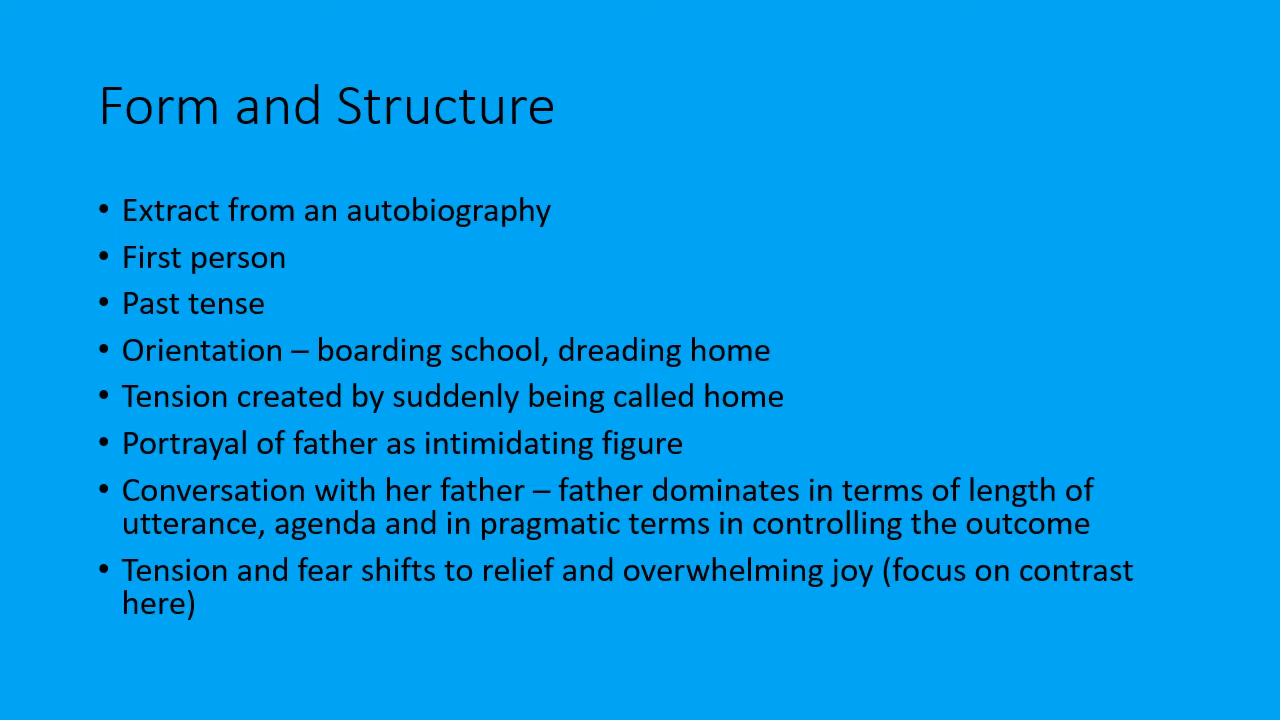 Form and Structure
• Extract from an autobiography
• First person
• Past tense
• Orientation – boarding school, dreading home
• Tension created by suddenly being called home
• Portrayal of father as intimidating figure
• Conversation with her father – father dominates in terms of length of
utterance, agenda and in pragmatic terms in controlling the outcome
• Tension and fear shifts to relief and overwhelming joy (focus on contrast
here)